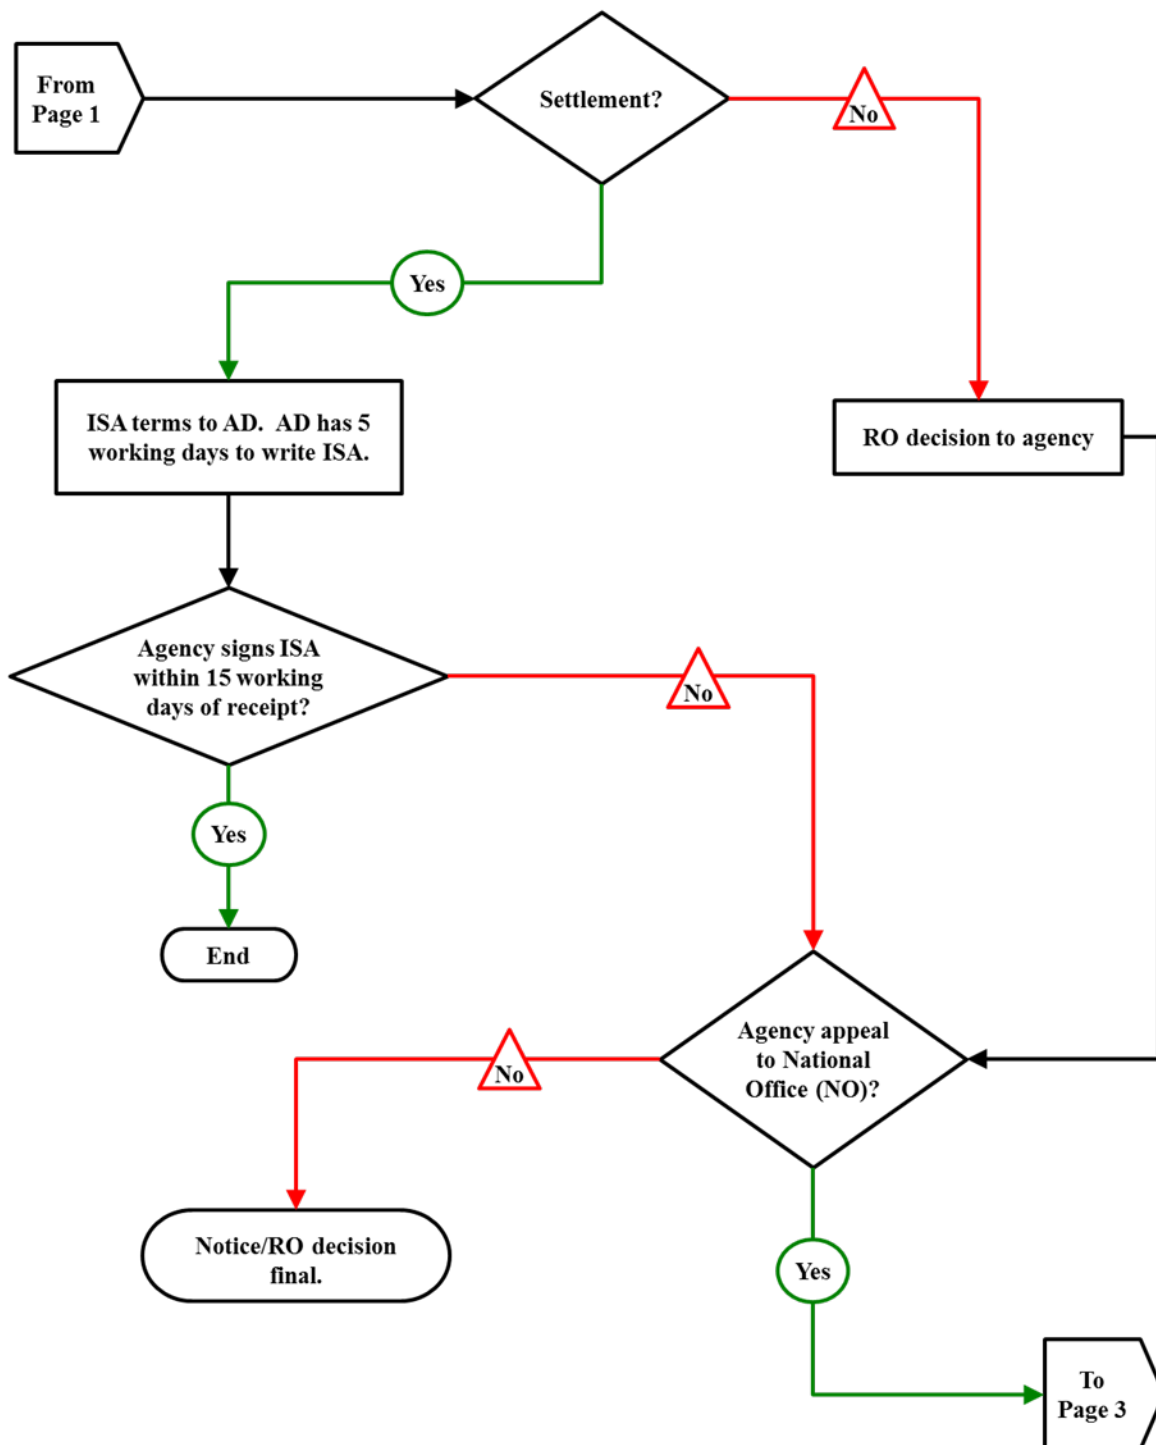 From
Page 1
Settlement?
No
Yes
ISA terms to AD.  AD has 5
working days to write ISA.
RO decision to agency
Agency signs ISA
within 15 working
days of receipt?
No
Yes
End
Agency appeal
to National
Office (NO)?
No
Notice/RO decision
final.
Yes
To
Page 3